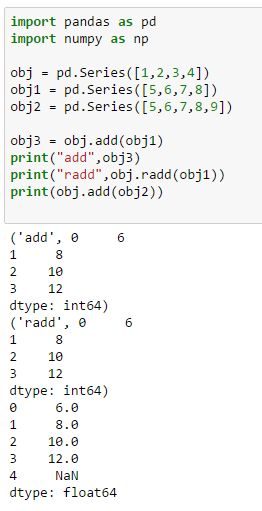 import pandas as pd
import numpy as np

obj = pd.Series([1,2,3,4])
obj1 = pd.Series([5,6,7,8])
obj2 = pd.Series([5,6,7,8,9])

obj3 = obj.add(obj1)
print("add",obj3)
print("radd",obj.radd(obj1))
print(obj.add(obj2))

('add', 0     6
1     8
2    10
3    12
dtype: int64)
('radd', 0     6
1     8
2    10
3    12
dtype: int64)
0     6.0
1     8.0
2    10.0
3    12.0
4     NaN
dtype: float64